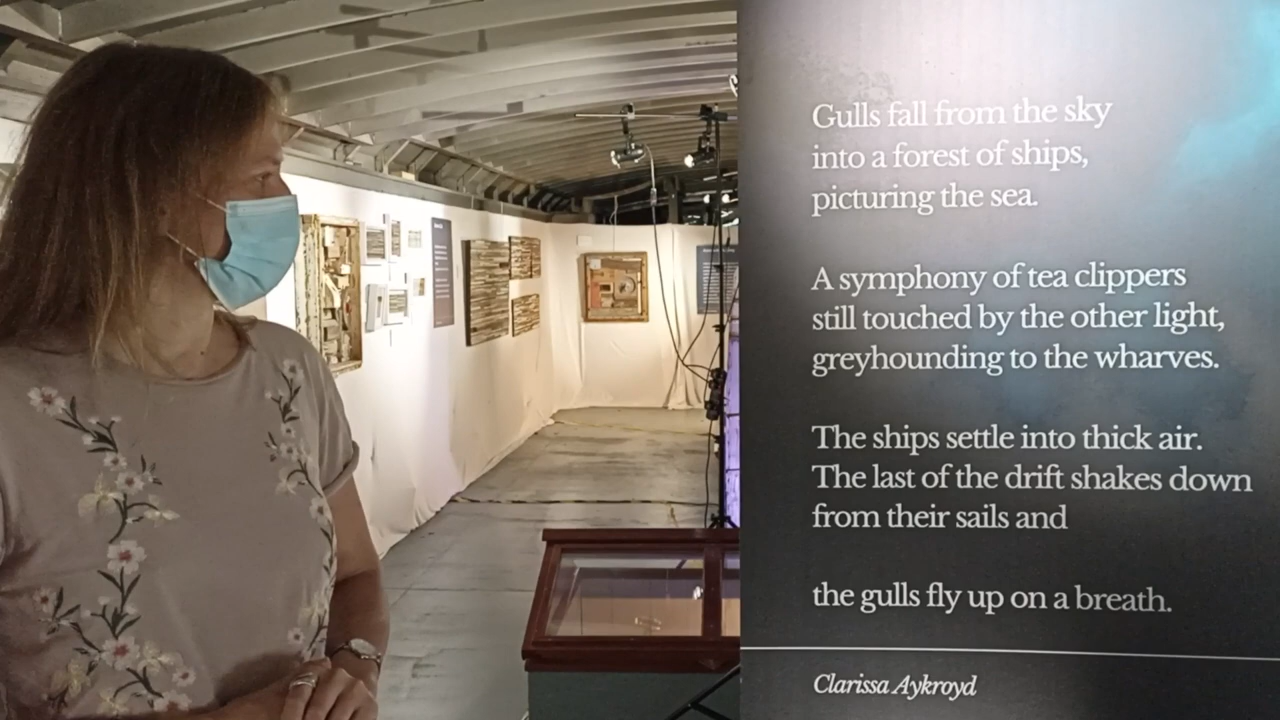 Gulls fall from the sky
into a forest of ships,
picturing the sea.
A symphony of tea clippers
still touched by the other light,
greyhounding to the wharves.
The ships settle into thick air.
The last of the drift shakes down
from their sails and
the gulls fly up on a breath.
Clarissa Aykroyd